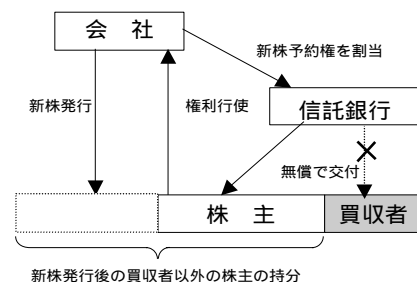 会 社
新株予約権を割当
新株発行
権利行使
信託銀行
無償で交付
株 主
買収者
新株発行後の買収者以外の株主の持分